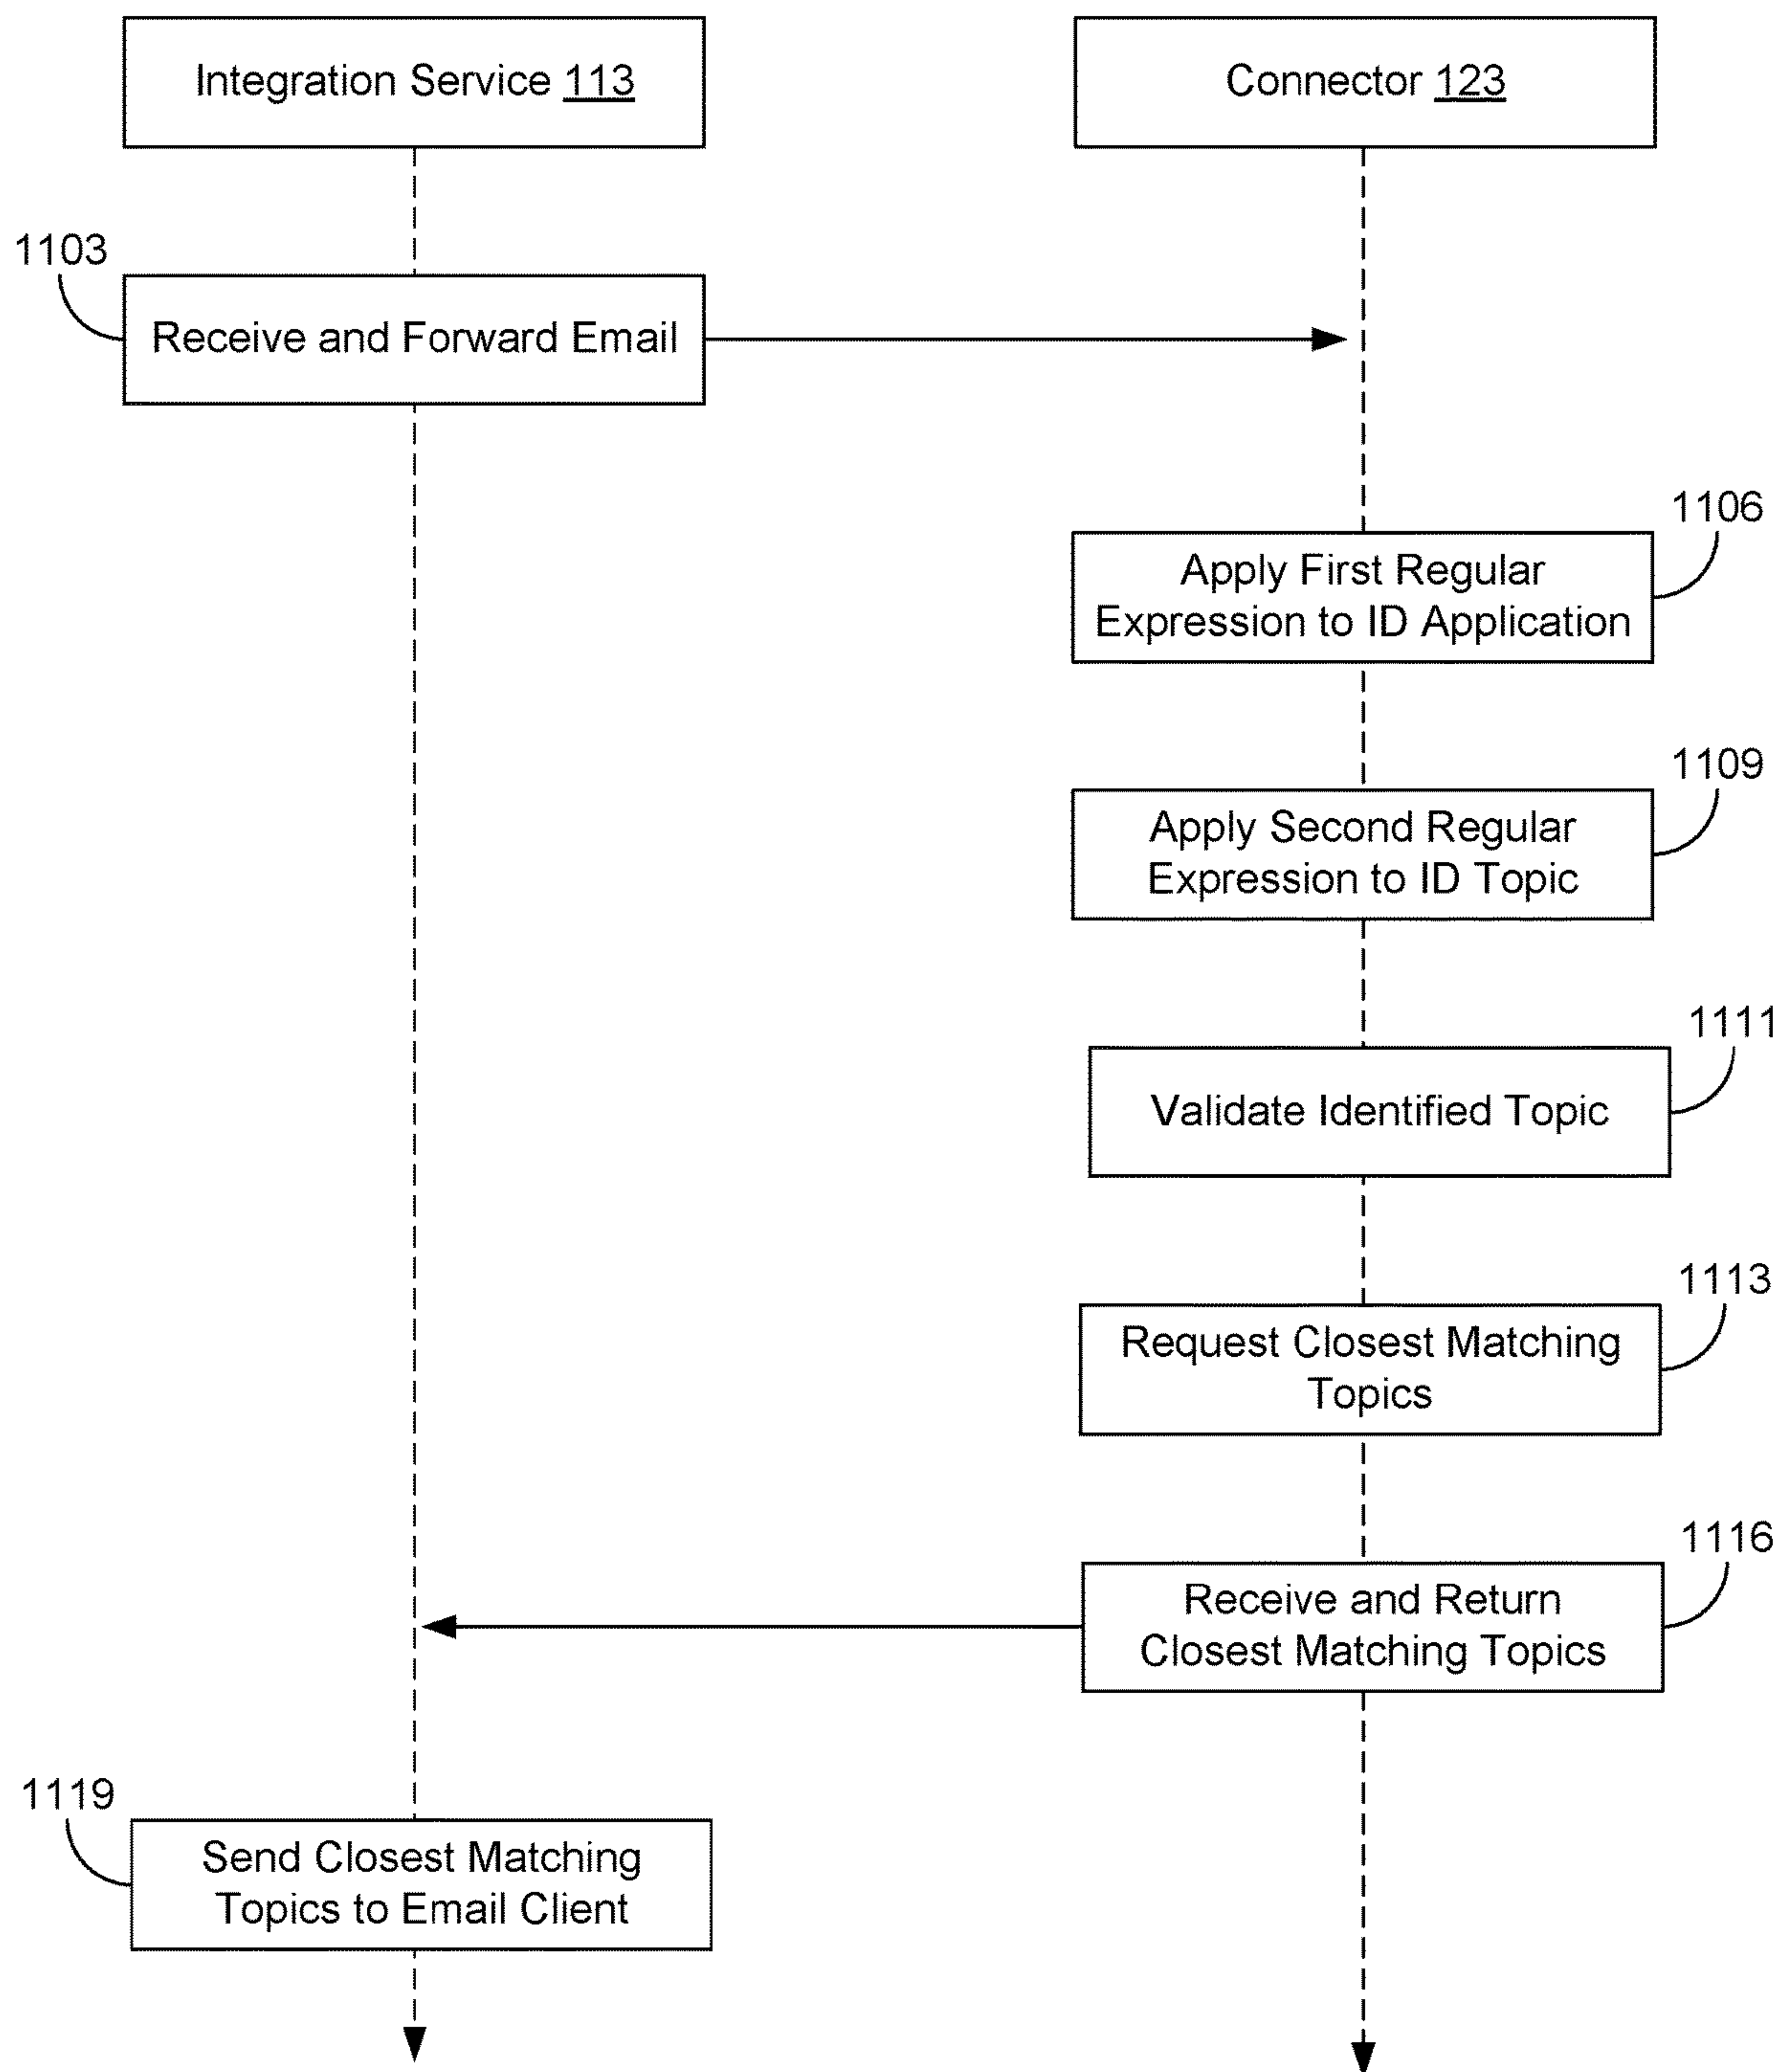 Integration Service 113
Connector 123
1103
Receive and Forward Email
1106
Apply First Regular
Expression to ID Application
1109
Apply Second Regular
Expression to ID Topic
1111
Validate Identified Topic
1113
Request Closest Matching
Topics
1116
Receive and Return
Closest Matching Topics
1119
Send Closest Matching
Topics to Email Client